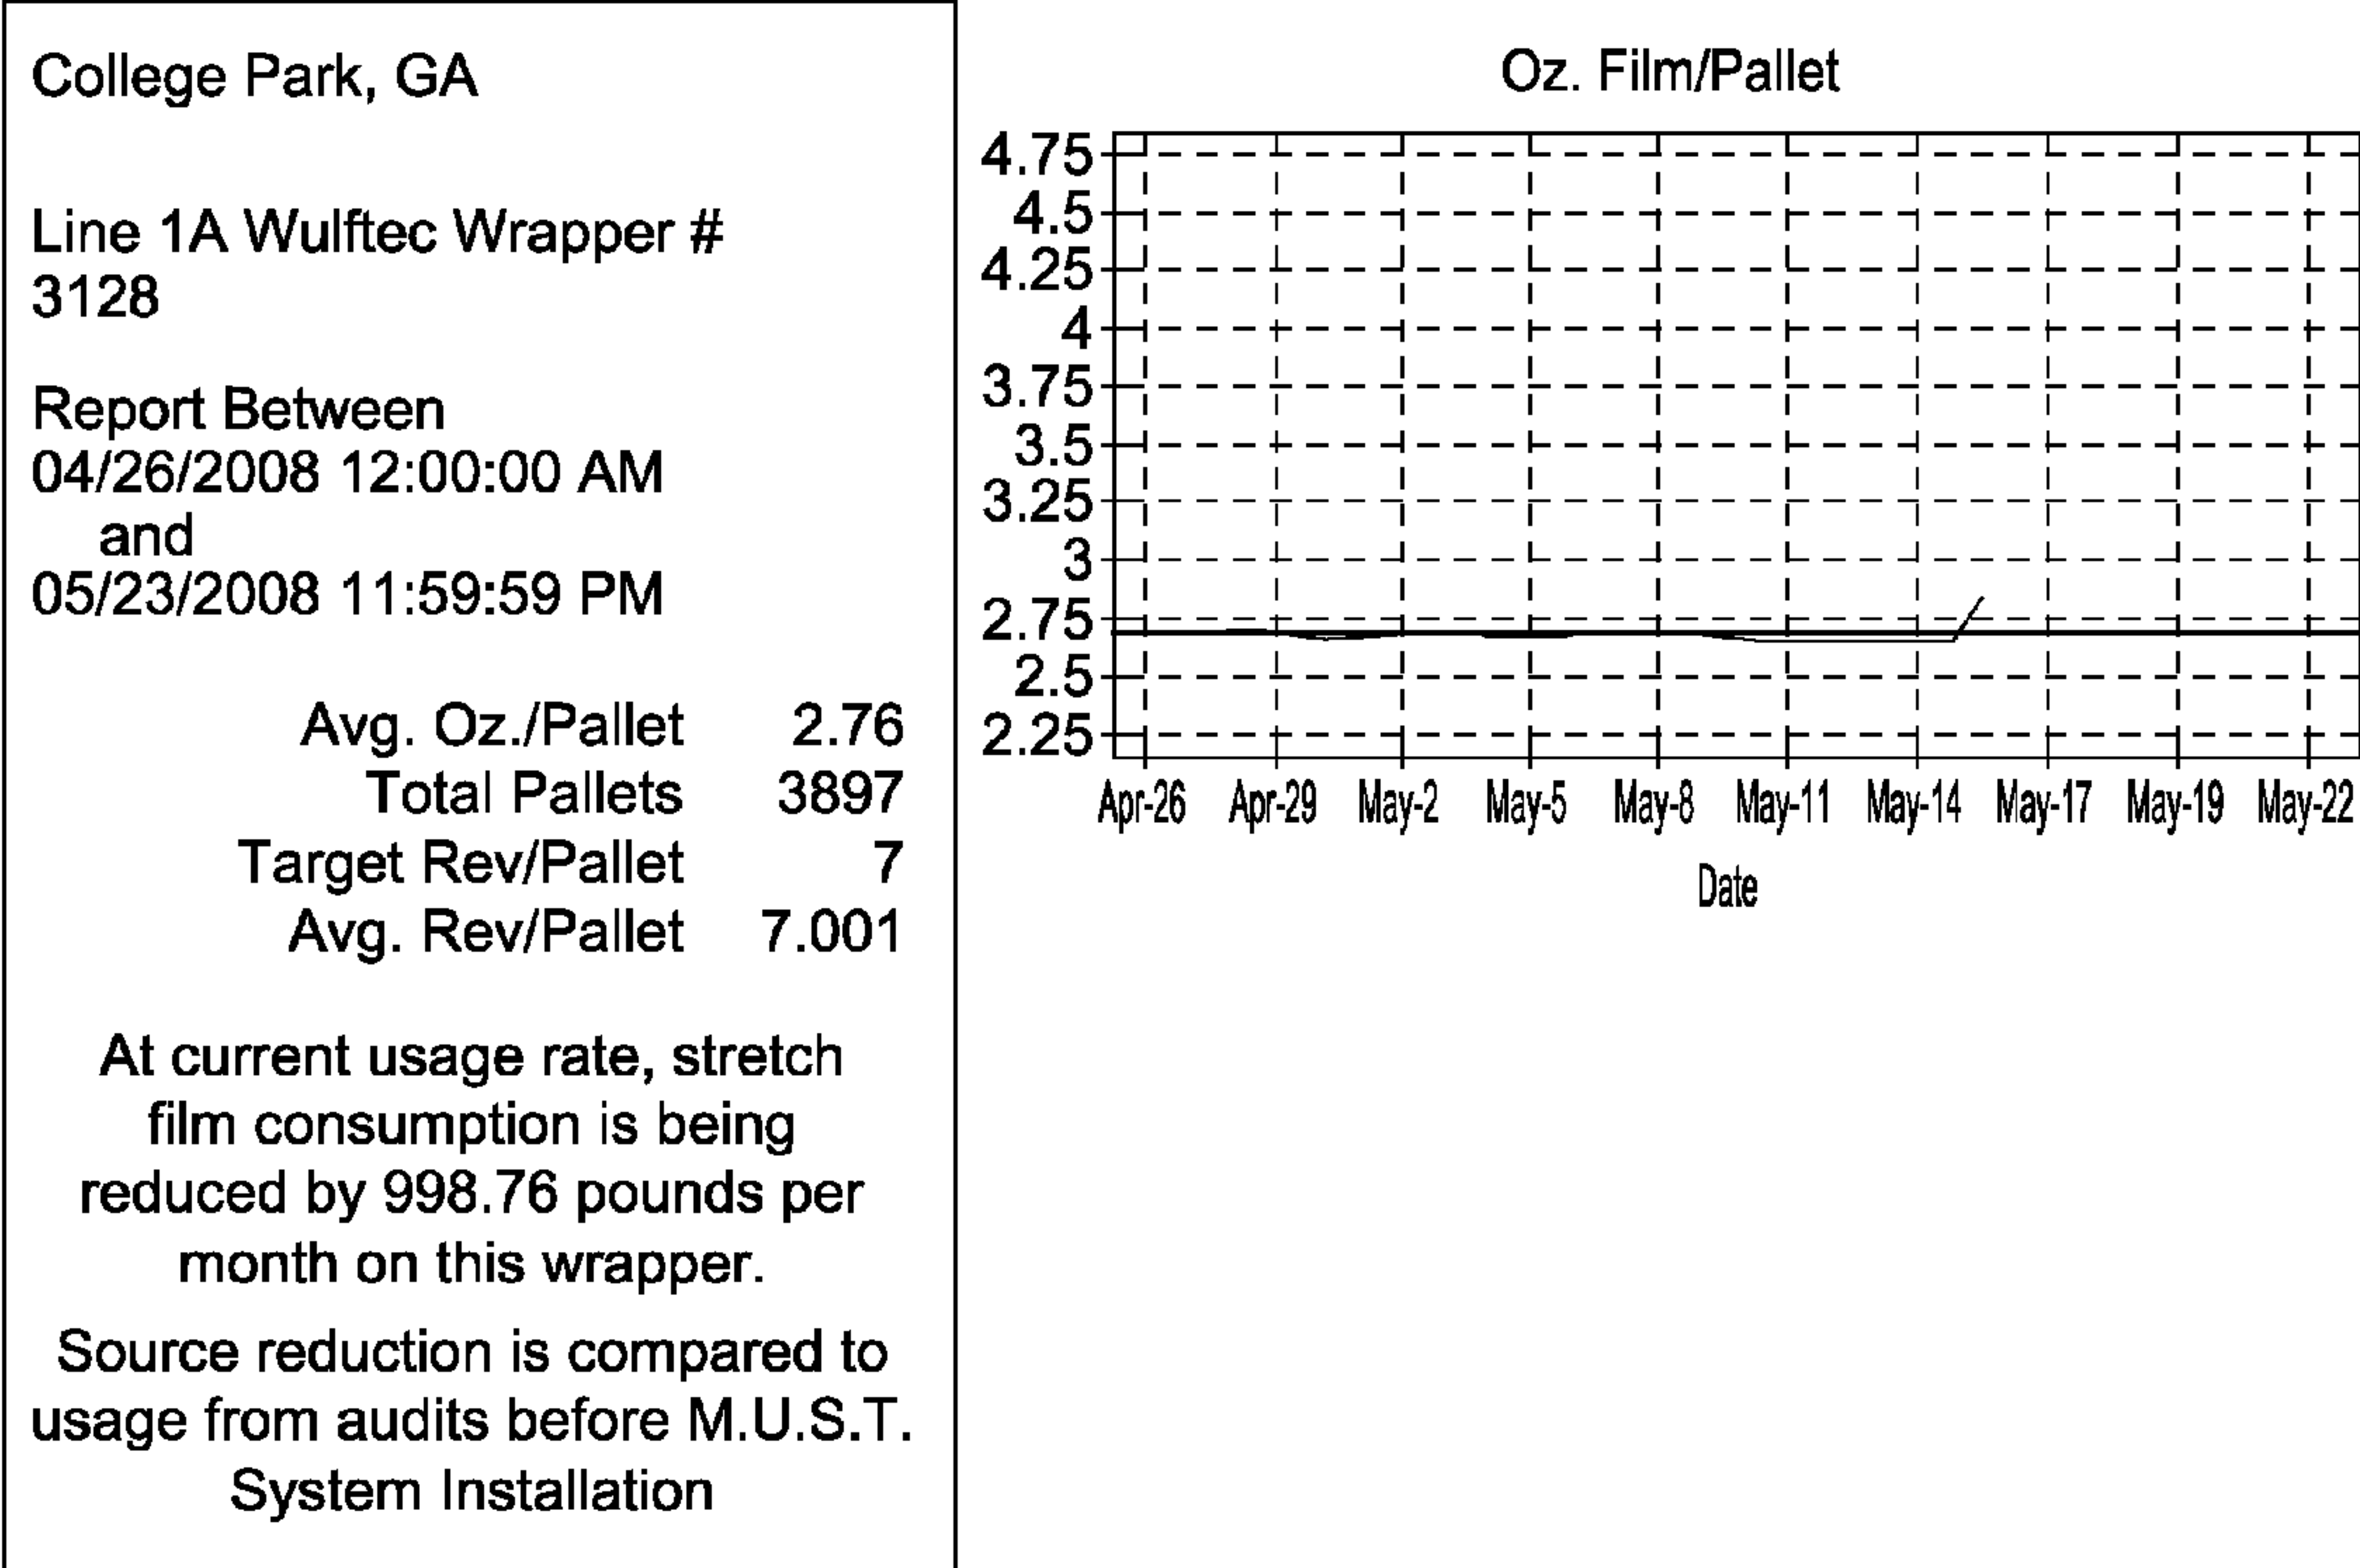 College Park, GA
Line 1A Wulftec Wrapper #
3128
Report Between
04/26/2008 12:00:00 AM
and
05/23/2008 11:59:59 PM
Avg. Oz./Pallet 2.76
Total Pallets 3897
Target Rev/Pallet 7
Avg. Rev/Pallet 7.001
At current usage rate, stretch
film consumption is being
reduced by 998.76 pounds per
month on this wrapper.
Source reduction is compared to
usage from audits before M.U.S.T.
System Installation
Oz. Film/Pallet
4.75
4.5
4.25
4
3.75
3.5
3.25
3
2.75
2.5
2.25
Apr-26 Apr-29 May-2 May-5 May-8 May-11 May-14 May-17 May-19 May-22
Date